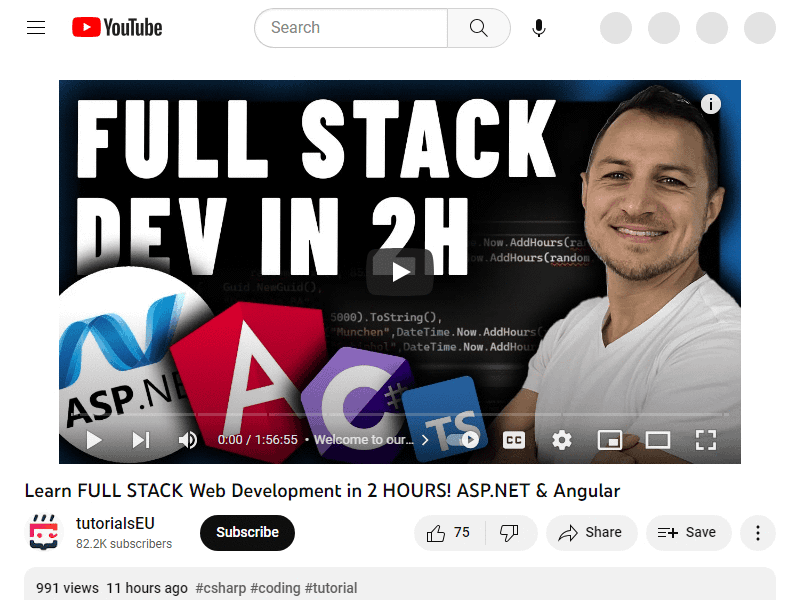 YouTube
Search
FULL STACK
DEV IN 2H
.Now.AddHours(ra
.Now.AddHours(random
Guid NewGuid(),
5000).ToString(),
"Munchen",DateTime.Now.AddHours(
,DateTime.Now.AddHou
ASP.NE
A
C#
TS
0:00 / 1:56:55 • Welcome to our...
CC
Learn FULL STACK Web Development in 2 HOURS! ASP.NET & Angular
tutorialsEU
82.2K subscribers
Subscribe
75
Share
Save
991 views 11 hours ago #csharp #coding #tutorial